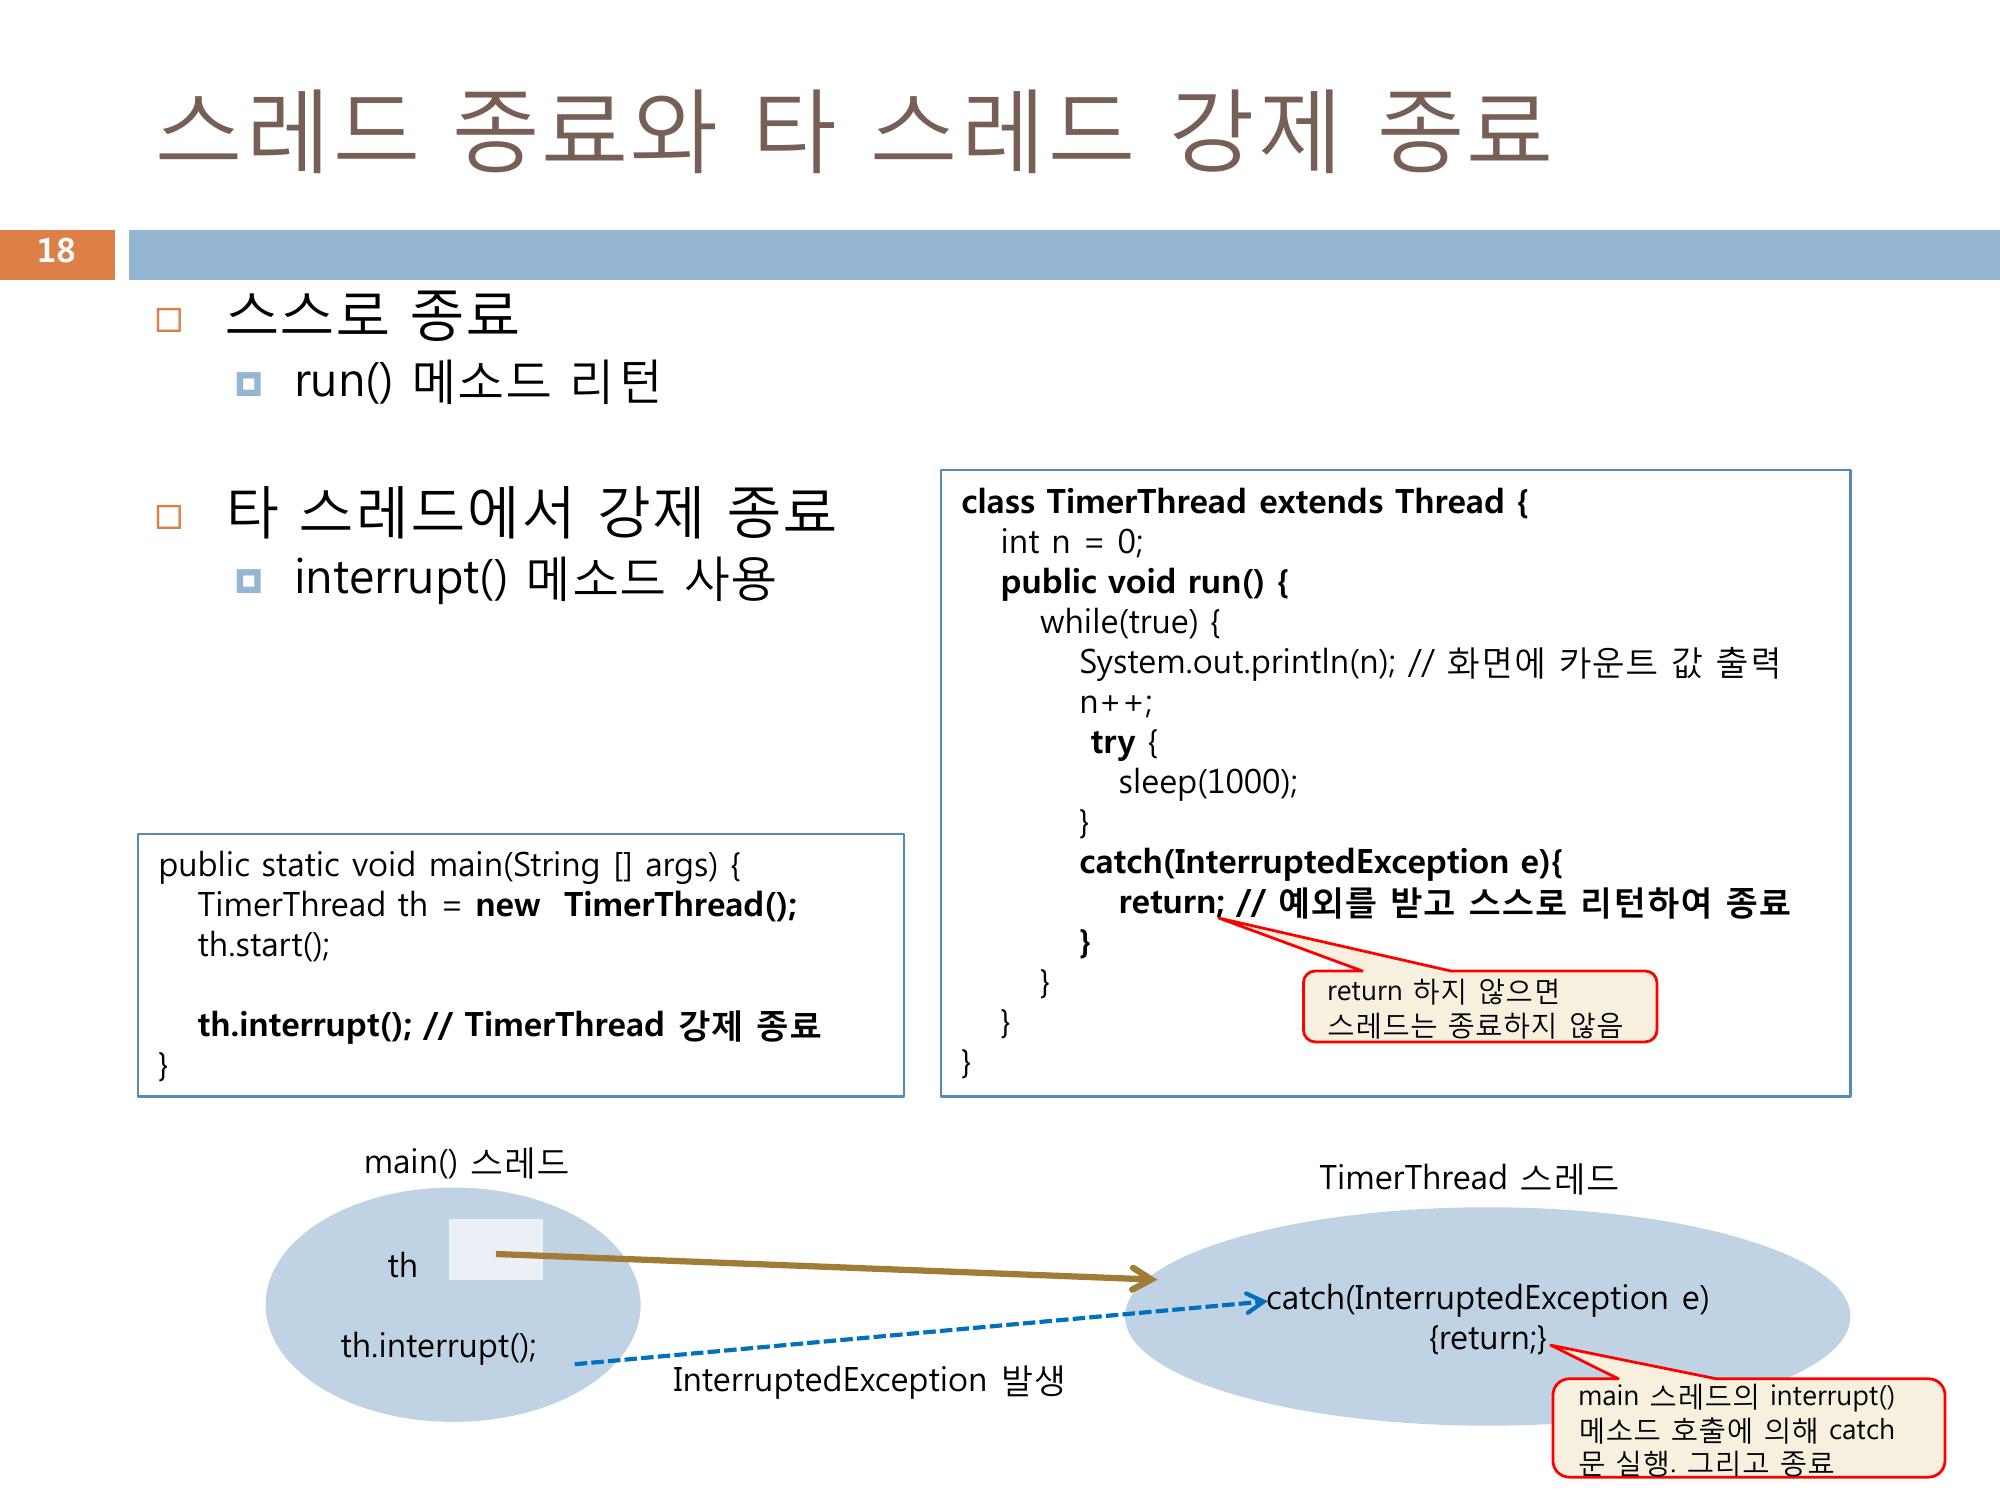 스레드 종료와 타 스레드 강제 종료
18
스스로 종료
run() 메소드 리턴
타 스레드에서 강제 종료
interrupt() 메소드 사용
class TimerThread extends Thread {
int n = 0;
public void run() {
while(true) {
System.out.println(n); // 화면에 카운트 값 출력
n++;
try {
sleep(1000);
}
catch(InterruptedException e){
return; // 예외를 받고 스스로 리턴하여 종료
}
}
}
}
return 하지 않으면
스레드는 종료하지 않음
public static void main(String [] args) {
TimerThread th = new  TimerThread();
th.start();
th.interrupt(); // TimerThread 강제 종료
}
main() 스레드
th
th.interrupt();
InterruptedException 발생
TimerThread 스레드
catch(InterruptedException e)
{return;}
main 스레드의 interrupt()
메소드 호출에 의해 catch
문 실행. 그리고 종료